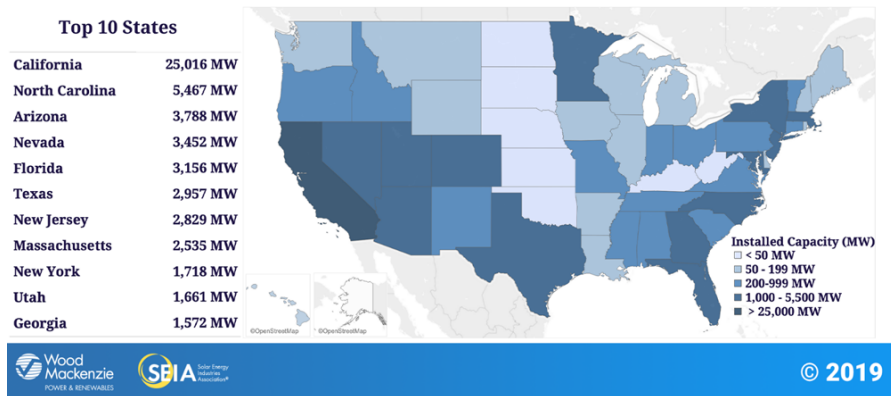 Top 10 States
California 25,016 MW
North Carolina 5,467 MW
Arizona 3,788 MW
Nevada 3,452 MW
Florida 3,156 MW
Texas 2,957 MW
New Jersey 2,829 MW
Massachusetts 2,535 MW
New York 1,718 MW
Utah 1,661 MW
Georgia 1,572 MW
Installed Capacity (MW)
< 50 MW
50 - 199 MW
200-999 MW
1,000 - 5,500 MW
> 25,000 MW
©OpenStreetMap
©OpenStreetMap
Wood
Mackenzie
POWER & RENEWABLES
SEIA
Solar Energy
Industries
Association®
© 2019